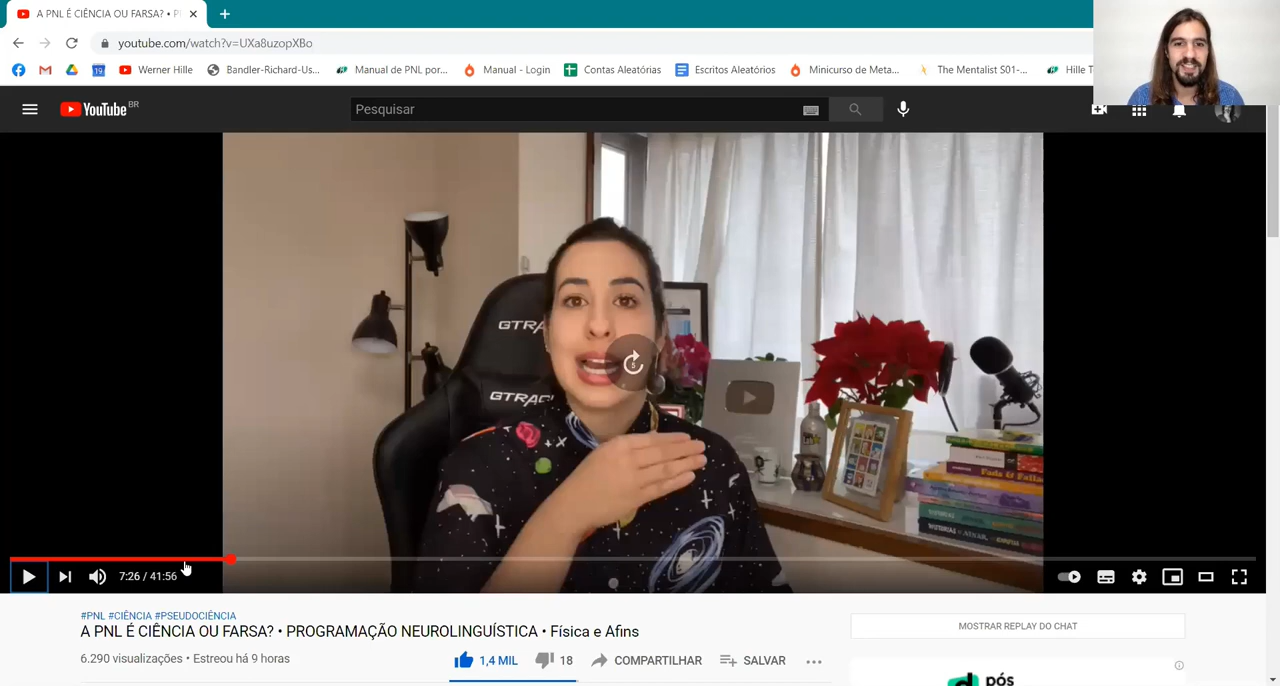 A PNL É CIÊNCIA OU FARSA? • P
youtube.com/watch?v=UXa8uzopXBo
Werner Hille
Bandler-Richard-Us...
Manual de PNL por...
Manual - Login
Contas Aleatórias
Escritos Aleatórios
Minicurso de Meta...
The Mentalist S01-...
Hille T
YouTube BR
Pesquisar
GTRA
GTRAC
5
Fads & Falla
7:26 / 41:56
#PNL #CIÊNCIA #PSEUDOCIÊNCIA
A PNL É CIÊNCIA OU FARSA? • PROGRAMAÇÃO NEUROLINGUÍSTICA • Física e Afins
6.290 visualizações • Estreou há 9 horas
1,4 MIL
18
COMPARTILHAR
SALVAR
MOSTRAR REPLAY DO CHAT
pós